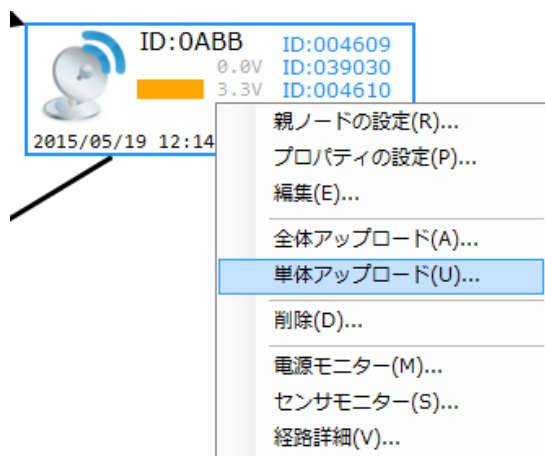 ID:0ABB
ID:004609
0.0V ID:039030
3.3V ID:004610
2015/05/19 12:14
親ノードの設定(R)...
プロパティの設定(P)...
編集(E)...
全体アップロード(A)...
単体アップロード(U)...
削除(D)...
電源モニター(M)...
センサモニター(S)...
経路詳細(V)...